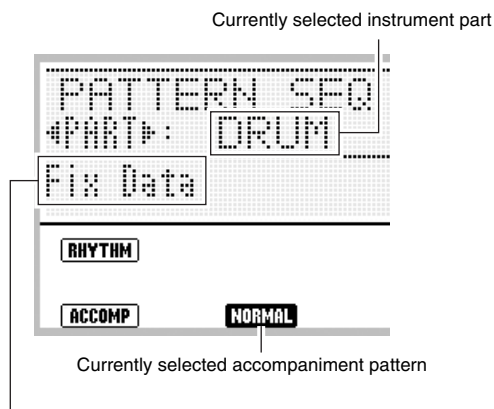 Currently selected instrument part
PATTERN SEQ
◄PART►: DRUM
Fix Data
RHYTHM
ACCOMP NORMAL
Currently selected accompaniment pattern